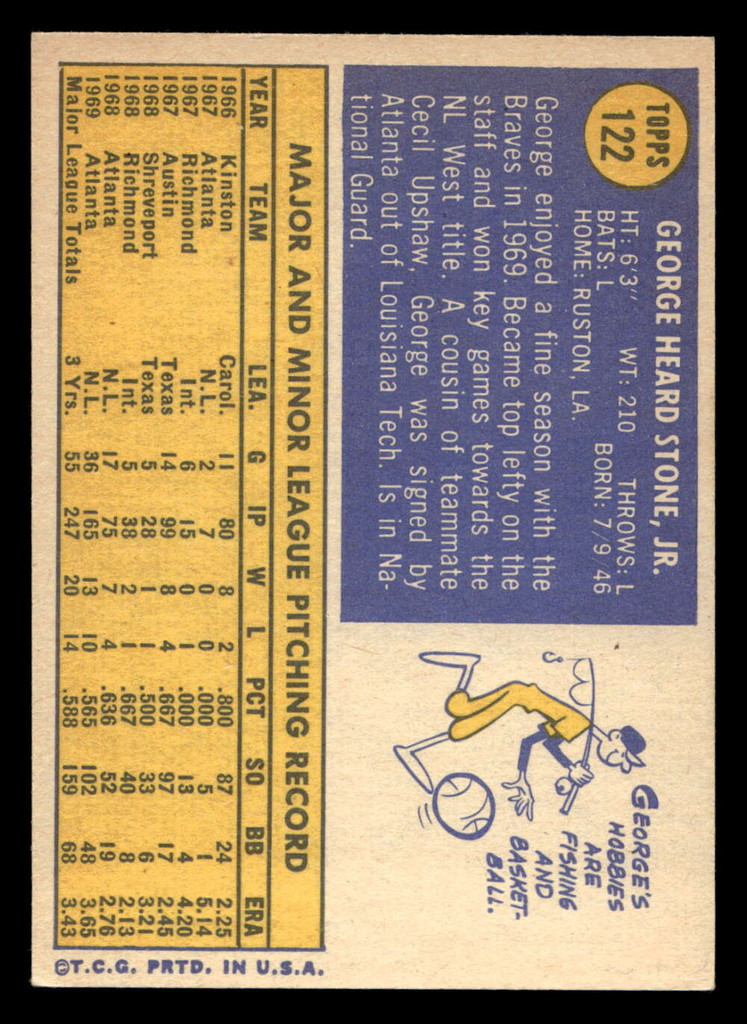 TOPPS
122
GEORGE HEARD STONE, JR.
HT: 6'3" WT: 210 THROWS: L
BATS: L BORN: 7/9/46
HOME: RUSTON, LA.
George enjoyed a fine season with the
Braves in 1969. Became top lefty on the
staff and won key games towards the
NL West title. A cousin of teammate
Cecil Upshaw, George was signed by
Atlanta out of Louisiana Tech. Is in Na-
tional Guard.
GEORGE'S
HOBBIES
ARE
FISHING
AND
BASKET-
BALL.
MAJOR AND MINOR LEAGUE PITCHING RECORD
YEAR TEAM LEA. G IP W L PCT SO BB ERA
1966 Kinston Carol. 11 80 8 2 .800 87 24 2.25
1967 Atlanta N.L. 2 7 0 0 .000 5 1 5.14
1967 Richmond Int. 6 15 0 1 .000 13 4 4.20
1967 Austin Texas 14 99 8 4 .667 97 17 2.45
1968 Shreveport Texas 5 28 1 1 .500 33 6 3.21
1968 Richmond Int. 5 38 2 1 .667 40 8 2.13
1968 Atlanta N.L. 17 75 7 4 .636 52 19 2.76
1969 Atlanta N.L. 36 165 13 10 .565 102 48 3.65
Major League Totals 3 Yrs. 55 247 20 14 .588 159 68 3.43
©T.C.G. PRTD. IN U.S.A.